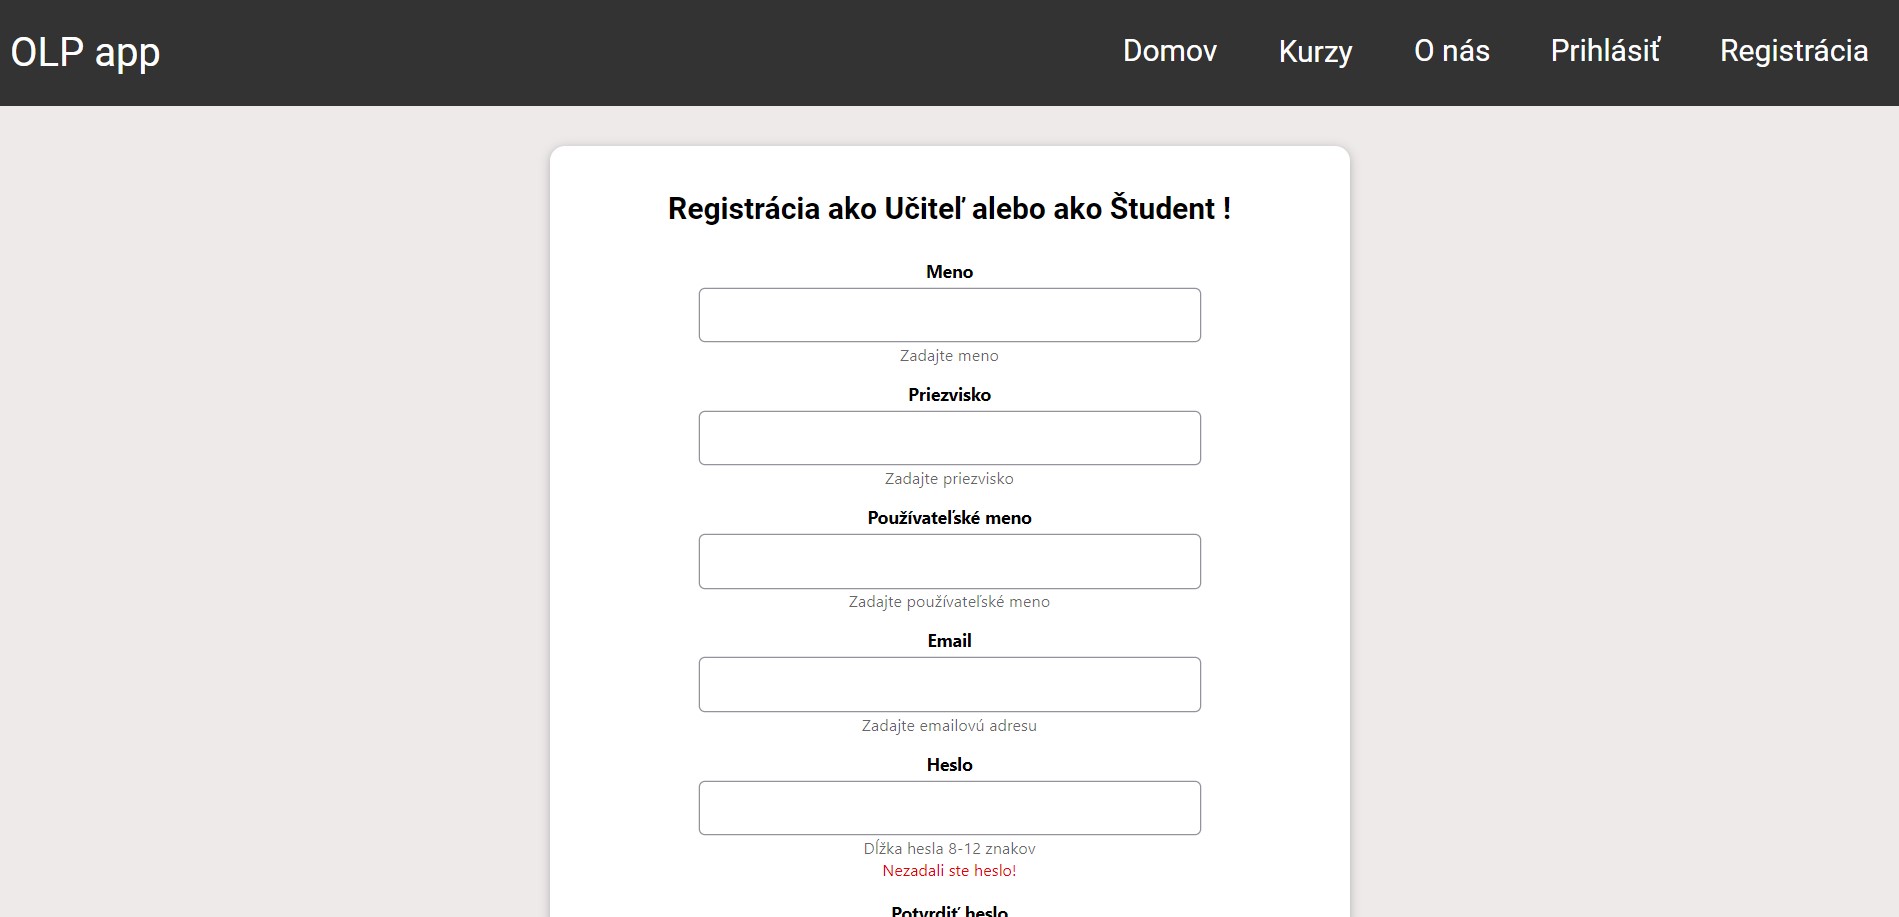 OLP app
Domov Kurzy O nás Prihlásiť Registrácia
Registrácia ako Učiteľ alebo ako Študent !
Meno
Zadajte meno
Priezvisko
Zadajte priezvisko
Používateľské meno
Zadajte používateľské meno
Email
Zadajte emailovú adresu
Heslo
Dĺžka hesla 8-12 znakov
Nezadali ste heslo!
Potvrdiť heslo